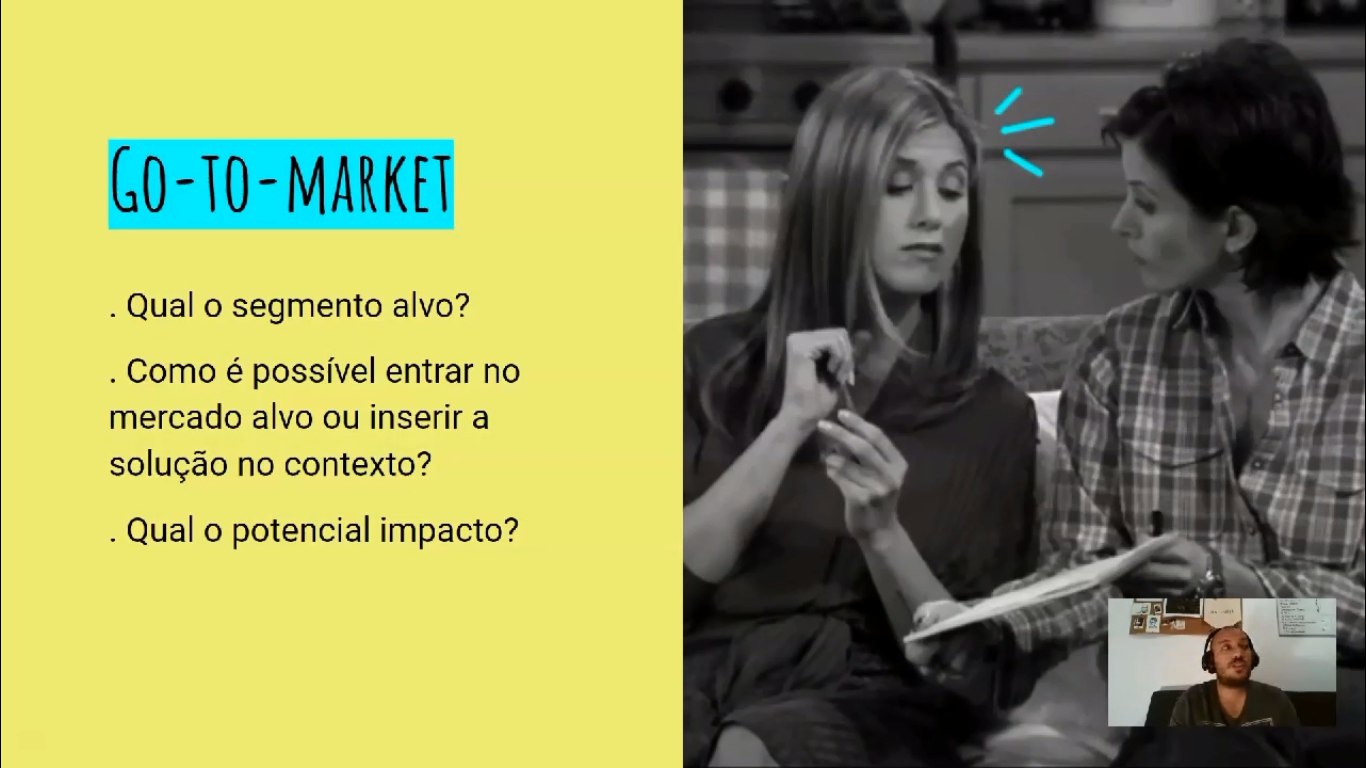 Go-to-market
. Qual o segmento alvo?
. Como é possível entrar no
mercado alvo ou inserir a
solução no contexto?
. Qual o potencial impacto?